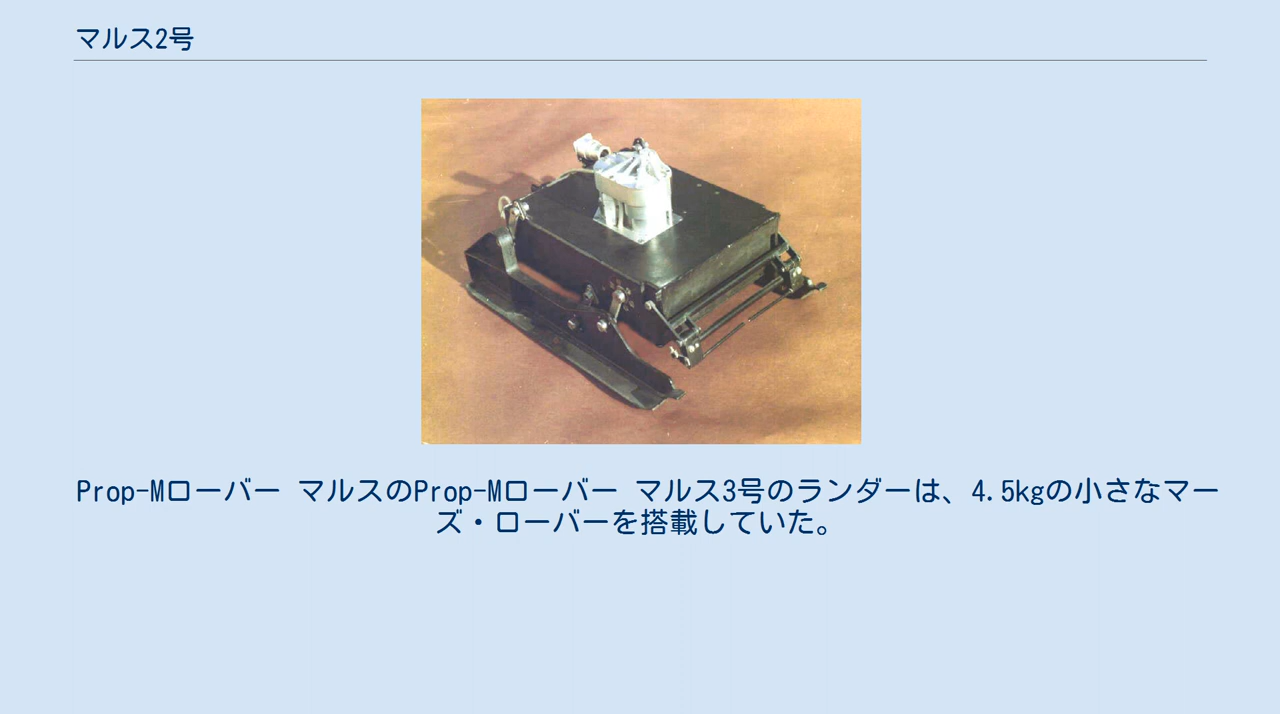 マルス2号
Prop-Mローバー マルスのProp-Mローバー マルス3号のランダーは、4.5kgの小さなマー
ズ・ローバーを搭載していた。